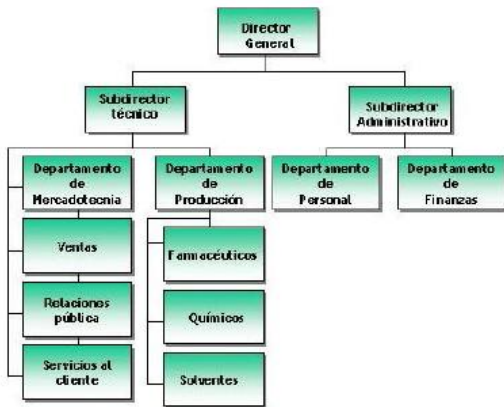 Director
General
Subdirector
técnico
Subdirector
Administrativo
Departamento
de
Mercadotecnia
Departamento
de
Producción
Departamento
de
Personal
Departamento
de
Finanzas
Ventas
Relaciones
pública
Servicios al
cliente
Farmacéuticos
Químicos
Solventes